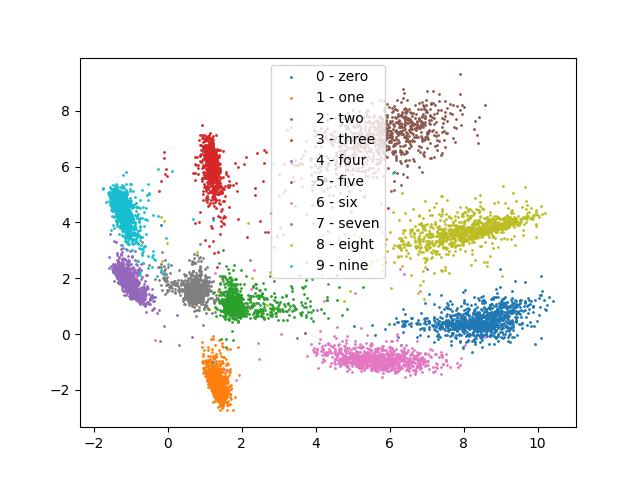 0 - zero
1 - one
2 - two
3 - three
4 - four
5 - five
6 - six
7 - seven
8 - eight
9 - nine
8
6
4
2
0
−2
−2 0 2 4 6 8 10